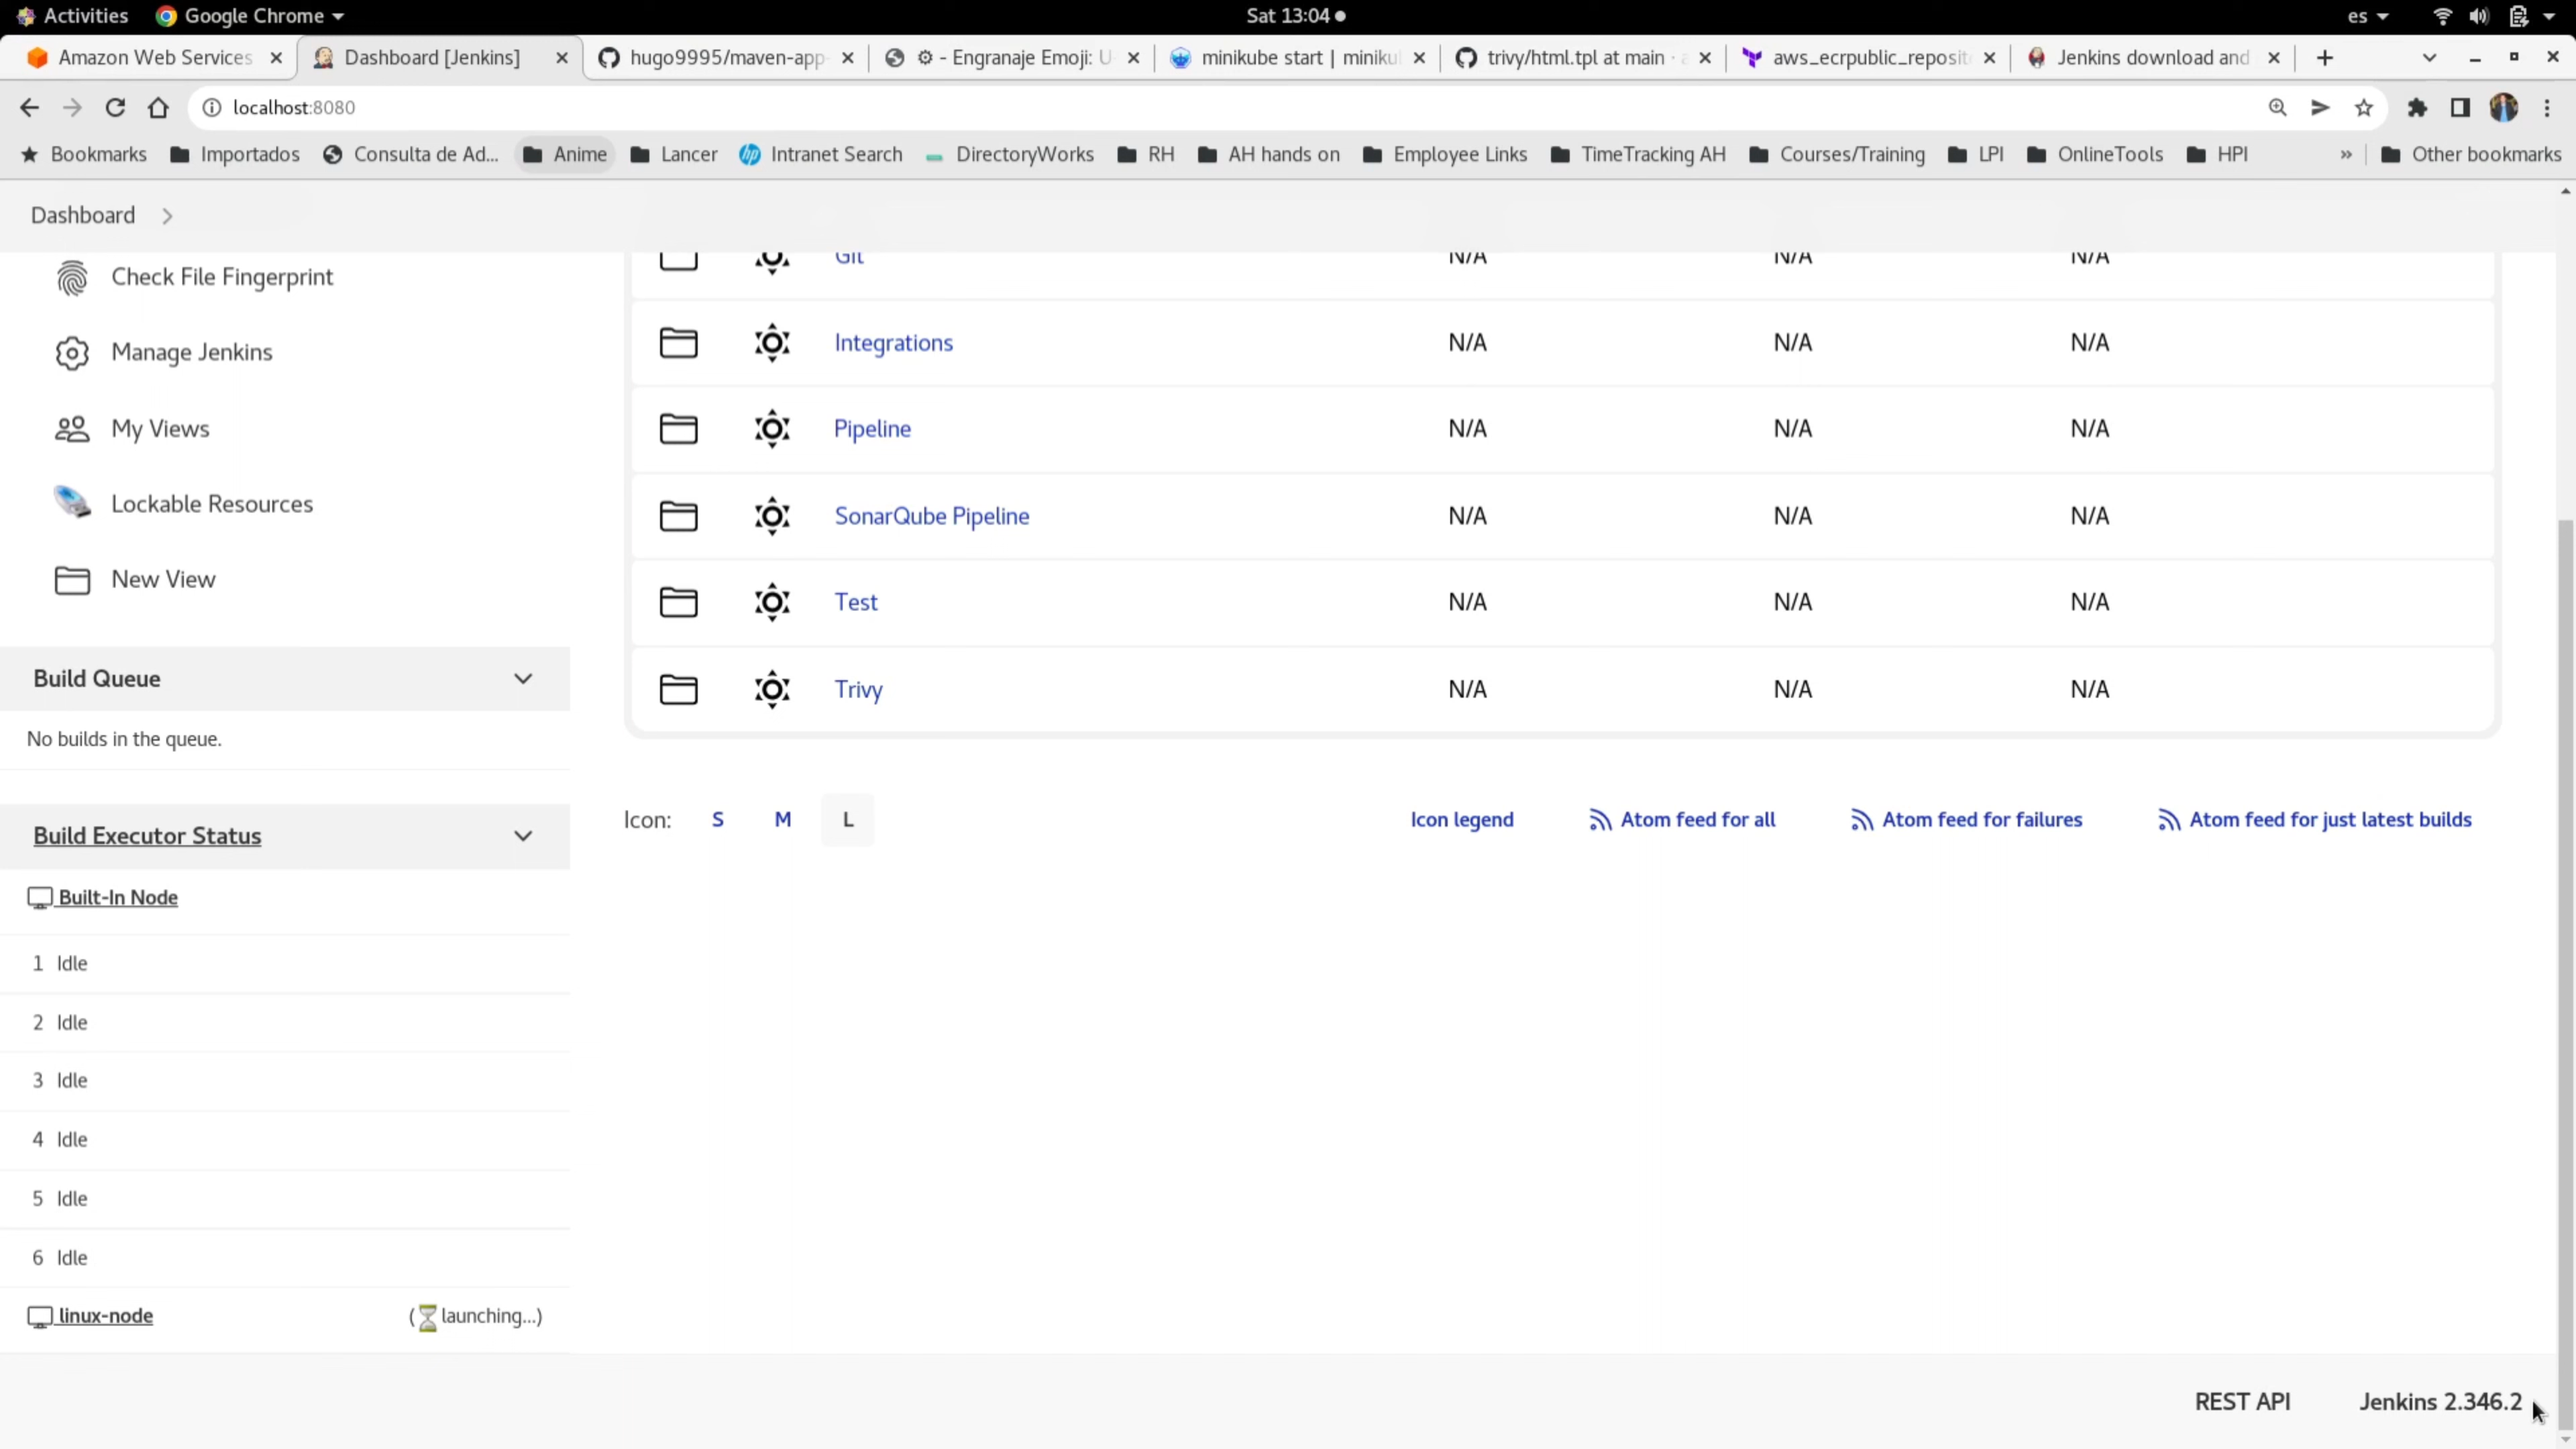 Activities Google Chrome Sat 13:04 es
Amazon Web Services Dashboard [Jenkins] hugo9995/maven-app- ⚙ - Engranaje Emoji: U minikube start | miniku trivy/html.tpl at main · aws_ecrpublic_reposit Jenkins download and
localhost:8080
Bookmarks Importados Consulta de Ad... Anime Lancer Intranet Search DirectoryWorks RH AH hands on Employee Links TimeTracking AH Courses/Training LPI OnlineTools HPI » Other bookmarks
Dashboard
Check File Fingerprint
Manage Jenkins
My Views
Lockable Resources
New View
Build Queue
No builds in the queue.
Build Executor Status
Built-In Node
1 Idle
2 Idle
3 Idle
4 Idle
5 Idle
6 Idle
linux-node (⏳launching...)
Git N/A N/A N/A
Integrations N/A N/A N/A
Pipeline N/A N/A N/A
SonarQube Pipeline N/A N/A N/A
Test N/A N/A N/A
Trivy N/A N/A N/A
Icon: S M L Icon legend Atom feed for all Atom feed for failures Atom feed for just latest builds
REST API Jenkins 2.346.2